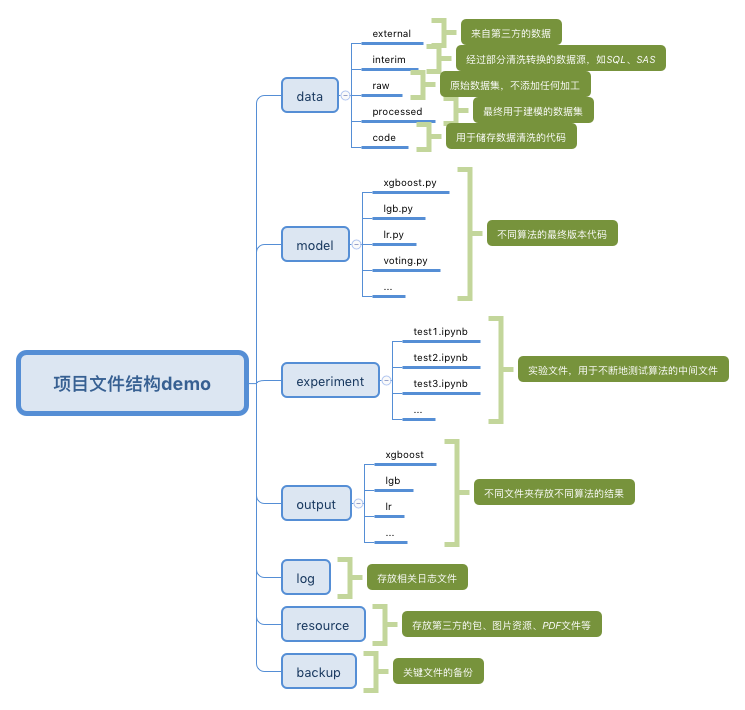 项目文件结构demo
data
external
来自第三方的数据
interim
经过部分清洗转换的数据源，如SQL、SAS
raw
原始数据集，不添加任何加工
processed
最终用于建模的数据集
code
用于储存数据清洗的代码
model
xgboost.py
lgb.py
lr.py
voting.py
...
不同算法的最终版本代码
experiment
test1.ipynb
test2.ipynb
test3.ipynb
...
实验文件，用于不断地测试算法的中间文件
output
xgboost
lgb
lr
...
不同文件夹存放不同算法的结果
log
存放相关日志文件
resource
存放第三方的包、图片资源、PDF文件等
backup
关键文件的备份